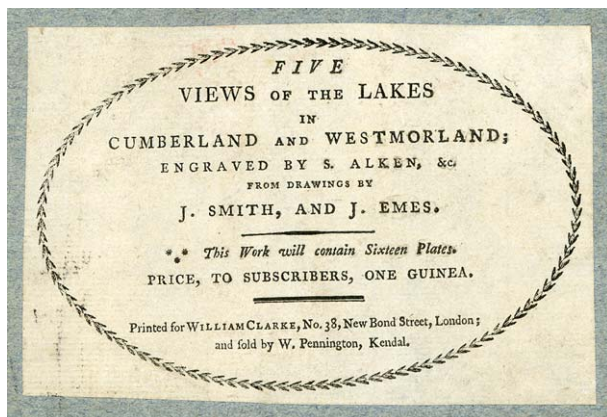 FIVE
VIEWS OF THE LAKES
IN
CUMBERLAND AND WESTMORLAND;
ENGRAVED BY S. ALKEN, &c.
FROM DRAWINGS BY
J. SMITH, AND J. EMES.
⁂ This Work will contain Sixteen Plates.
PRICE, TO SUBSCRIBERS, ONE GUINEA.
Printed for WILLIAM CLARKE, No. 38, New Bond Street, London;
and ſold by W. Pennington, Kendal.